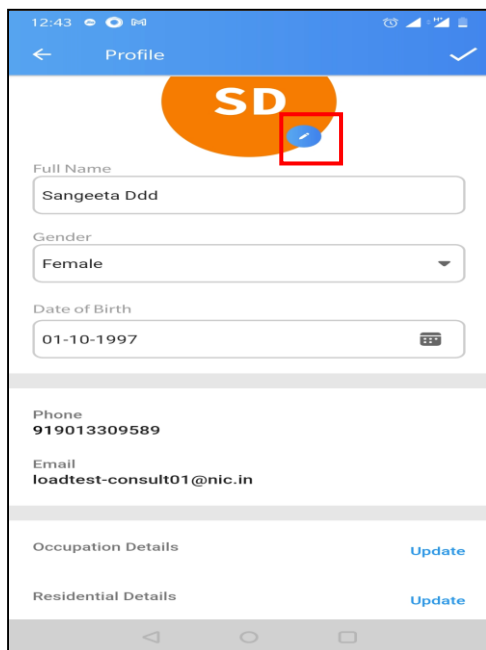 12:43
Profile
SD
Full Name
Sangeeta Ddd
Gender
Female
Date of Birth
01-10-1997
Phone
919013309589
Email
loadtest-consult01@nic.in
Occupation Details
Update
Residential Details
Update